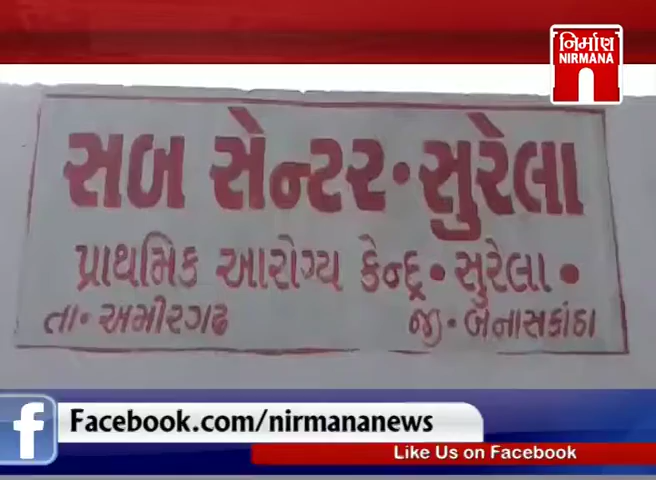 નિર્માણ
NIRMANA
સબ સેન્ટર • સુરેલા
પ્રાથમિક આરોગ્ય કેન્દ્ર • સુરેલા •
તા • અમીરગઢ જી • બનાસકાંઠા
Facebook.com/nirmananews
Like Us on Facebook